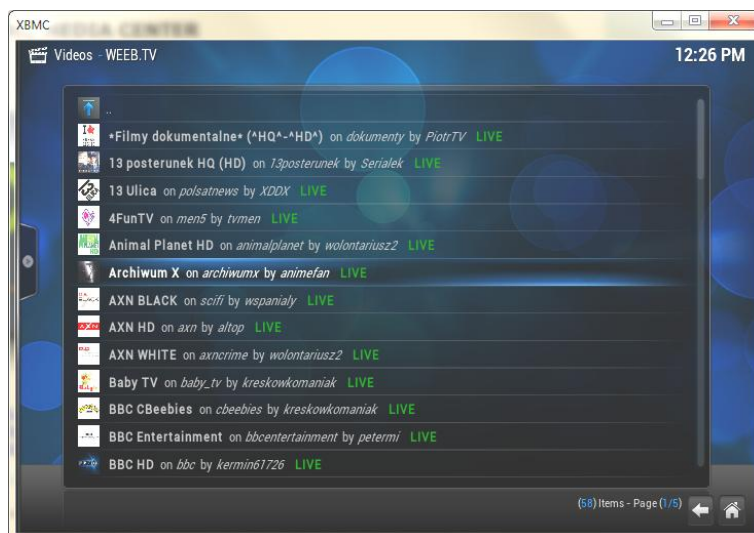 XBMC
MEDIA CENTER
Videos - WEEB.TV
12:26 PM
..
*Filmy dokumentalne* (^HQ^-^HD^) on dokumenty by PiotrTV LIVE
13 posterunek HQ (HD) on 13posterunek by Serialek LIVE
13 Ulica on polsatnews by XDDX LIVE
4FunTV on men5 by tvmen LIVE
Animal Planet HD on animalplanet by wolontariusz2 LIVE
Archiwum X on archiwumx by animefan LIVE
AXN BLACK on scifi by wspanialy LIVE
AXN HD on axn by altop LIVE
AXN WHITE on axncrime by wolontariusz2 LIVE
Baby TV on baby_tv by kreskowkomaniak LIVE
BBC CBeebies on cbeebies by kreskowkomaniak LIVE
BBC Entertainment on bbcentertainment by petermi LIVE
BBC HD on bbc by kermin61726 LIVE
(58) Items - Page (1/5)